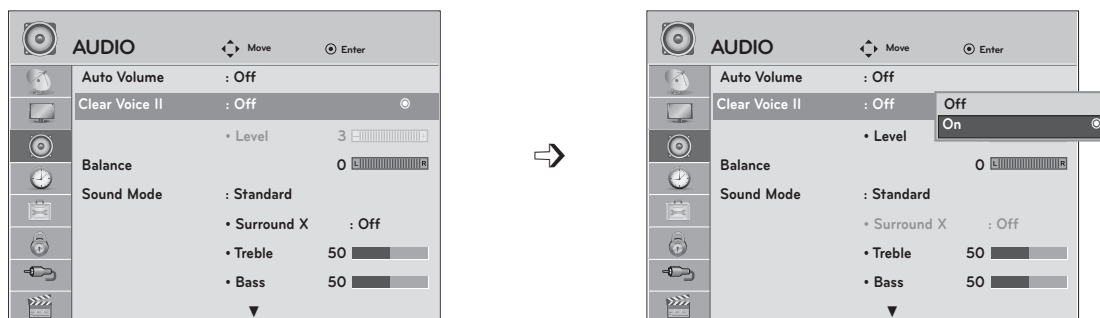 AUDIO Move Enter
Auto Volume : Off
Clear Voice II : Off
• Level 3 - +
Balance 0 L R
Sound Mode : Standard
• Surround X : Off
• Treble 50
• Bass 50
▼
AUDIO Move Enter
Auto Volume : Off
Clear Voice II : Off
Off
On
• Level
Balance 0 L R
Sound Mode : Standard
• Surround X : Off
• Treble 50
• Bass 50
▼